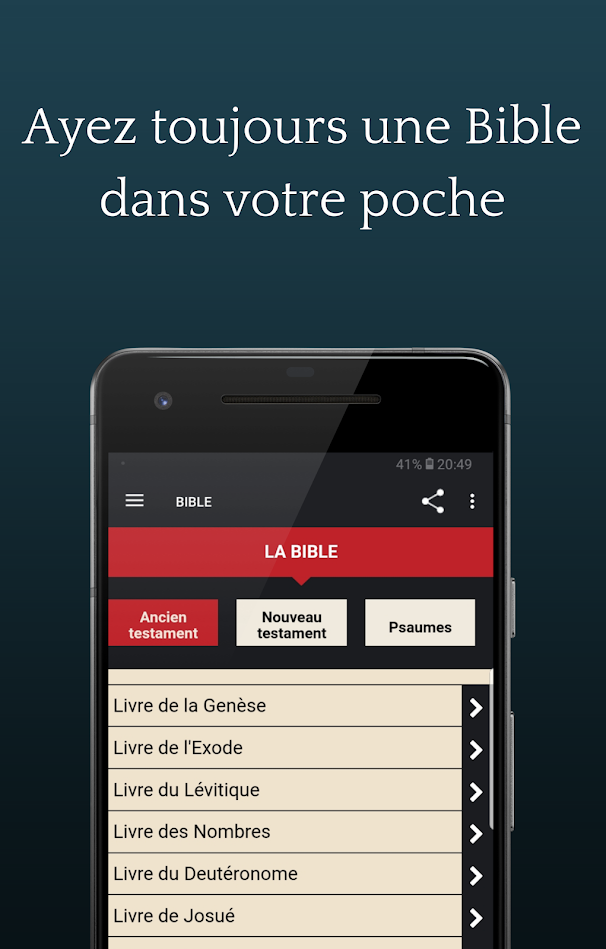 Ayez toujours une Bible
dans votre poche
41% 20:49
BIBLE
LA BIBLE
Ancien
testament
Nouveau
testament
Psaumes
Livre de la Genèse
Livre de l'Exode
Livre du Lévitique
Livre des Nombres
Livre du Deutéronome
Livre de Josué